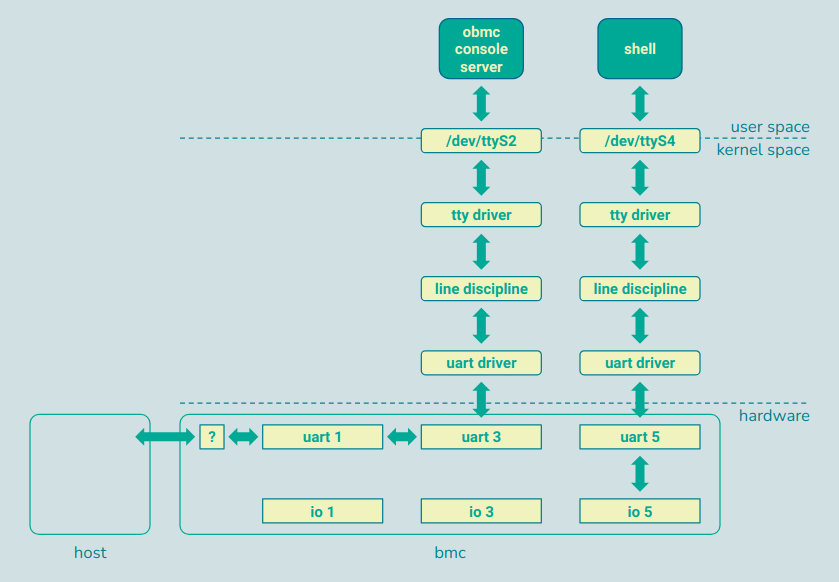 obmc
console
server
shell
user space
/dev/ttyS2
/dev/ttyS4
kernel space
tty driver
tty driver
line discipline
line discipline
uart driver
uart driver
hardware
?
uart 1
uart 3
uart 5
io 1
io 3
io 5
host
bmc